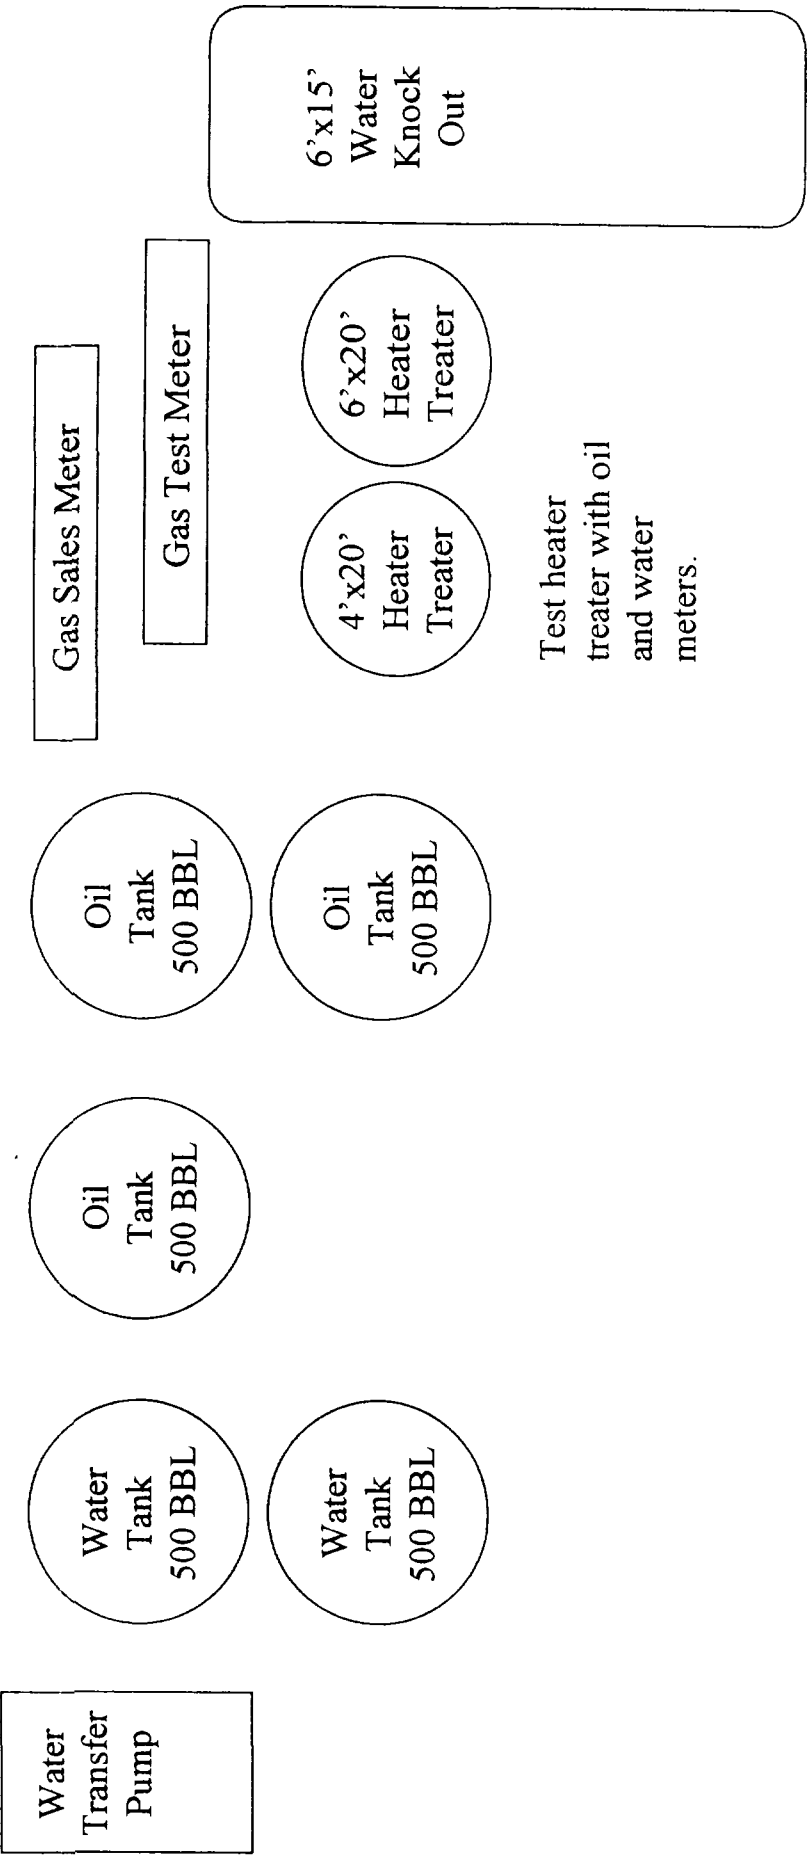 Water
Transfer
Pump
Water
Tank
500 BBL
Oil
Tank
500 BBL
Oil
Tank
500 BBL
Gas Sales Meter
Gas Test Meter
Water
Tank
500 BBL
Oil
Tank
500 BBL
4’x20’
Heater
Treater
6’x20’
Heater
Treater
6’x15’
Water
Knock
Out
Test heater
treater with oil
and water
meters.